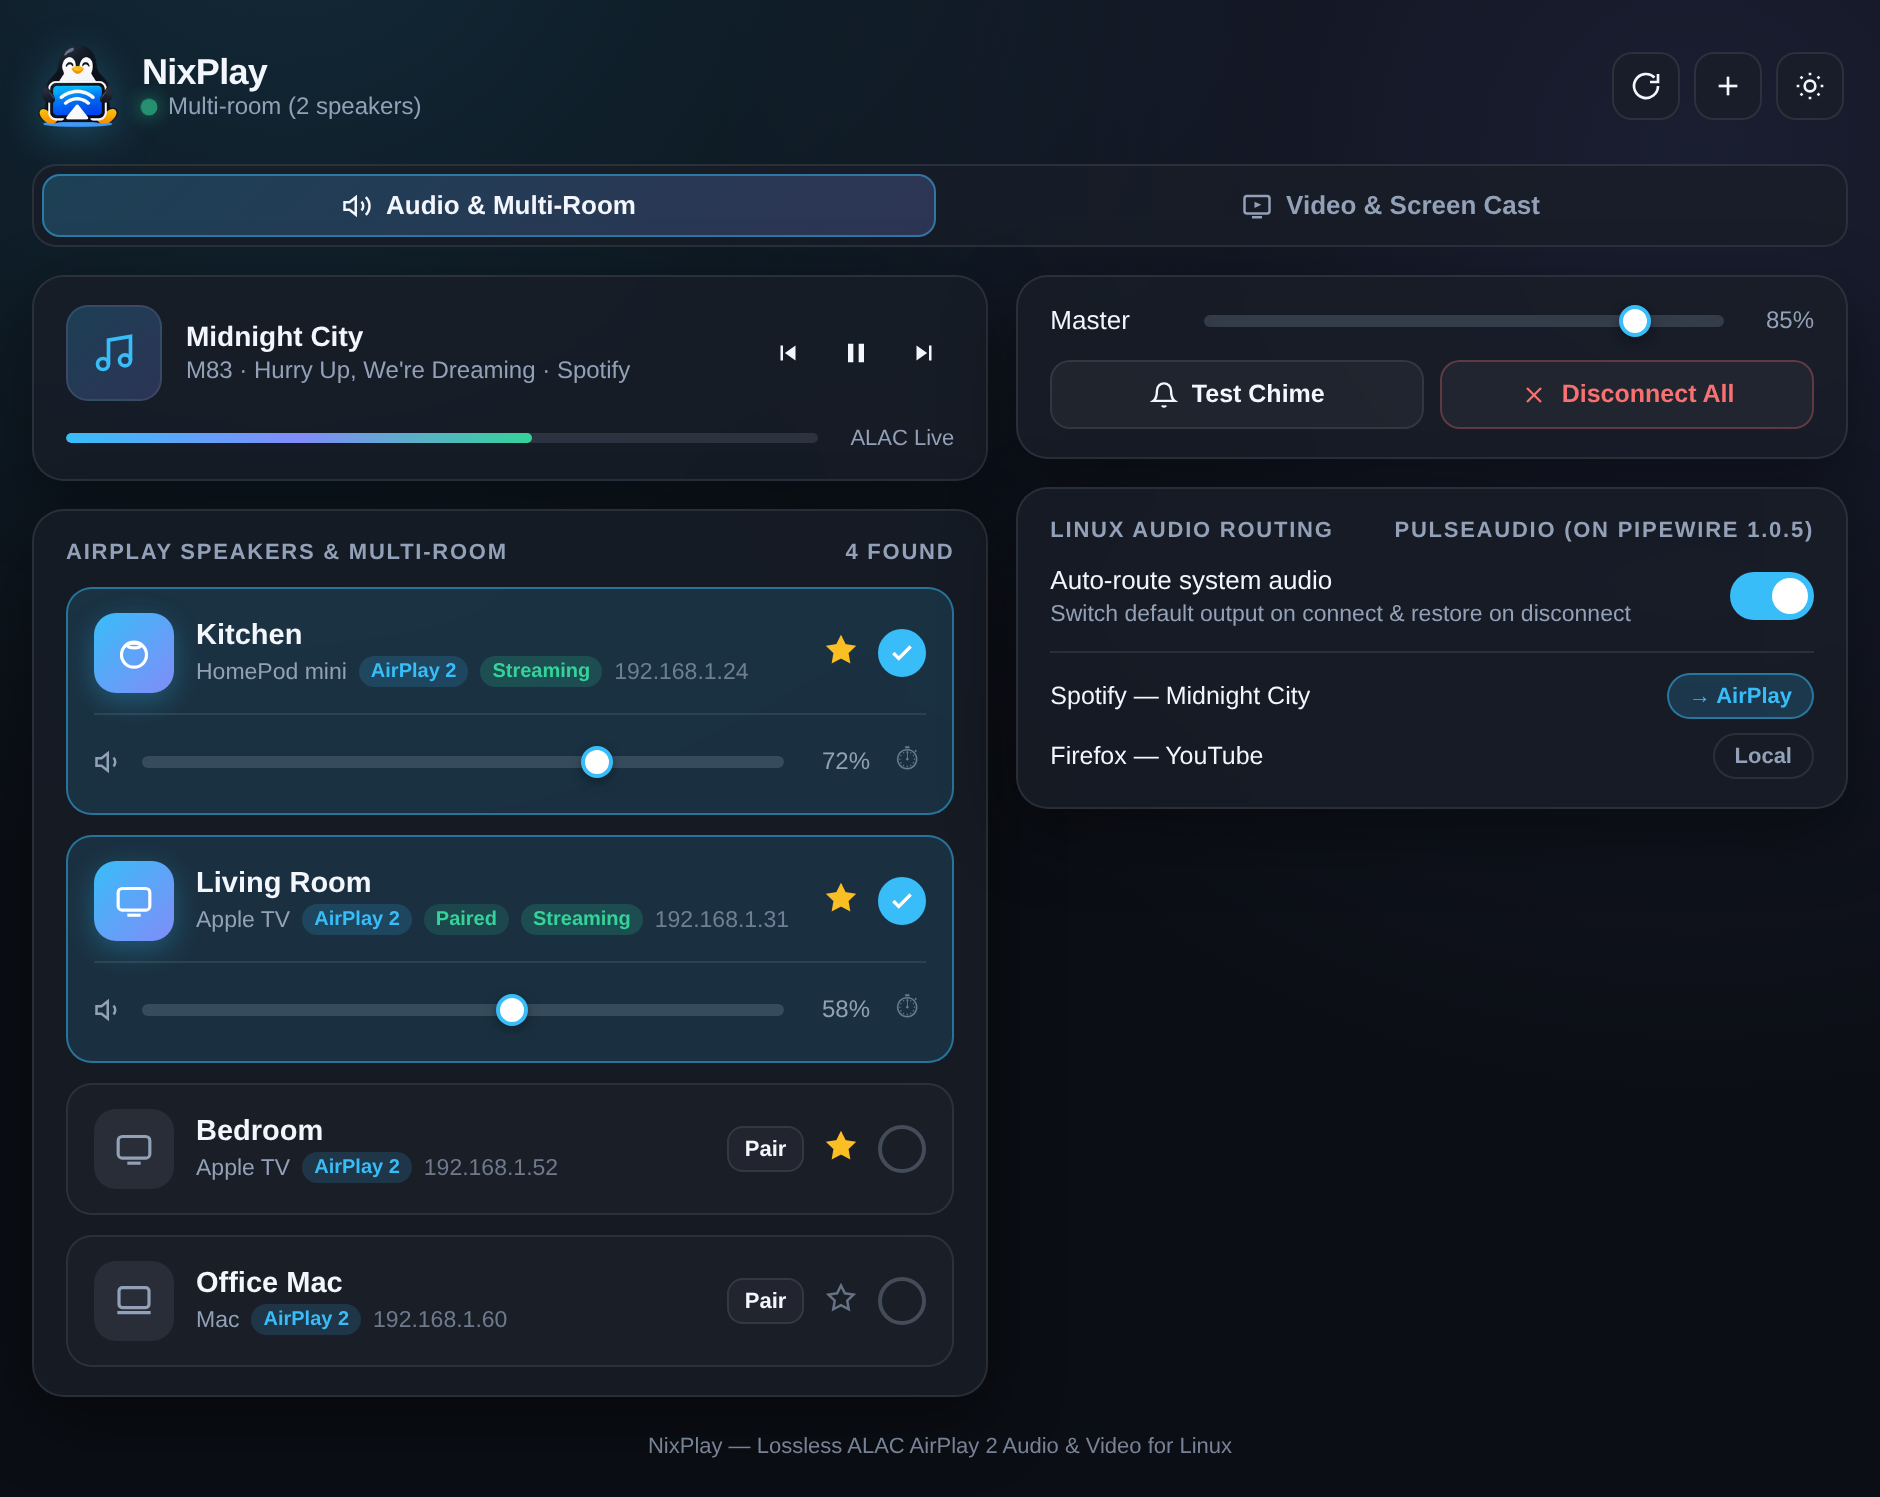 NixPlay
Multi-room (2 speakers)
Audio & Multi-Room
Video & Screen Cast
Midnight City
M83 · Hurry Up, We're Dreaming · Spotify
ALAC Live
AIRPLAY SPEAKERS & MULTI-ROOM
4 FOUND
Kitchen
HomePod mini AirPlay 2 Streaming 192.168.1.24
72%
Living Room
Apple TV AirPlay 2 Paired Streaming 192.168.1.31
58%
Bedroom
Apple TV AirPlay 2 192.168.1.52
Pair
Office Mac
Mac AirPlay 2 192.168.1.60
Pair
Master
85%
Test Chime
Disconnect All
LINUX AUDIO ROUTING
PULSEAUDIO (ON PIPEWIRE 1.0.5)
Auto-route system audio
Switch default output on connect & restore on disconnect
Spotify — Midnight City
→ AirPlay
Firefox — YouTube
Local
NixPlay — Lossless ALAC AirPlay 2 Audio & Video for Linux